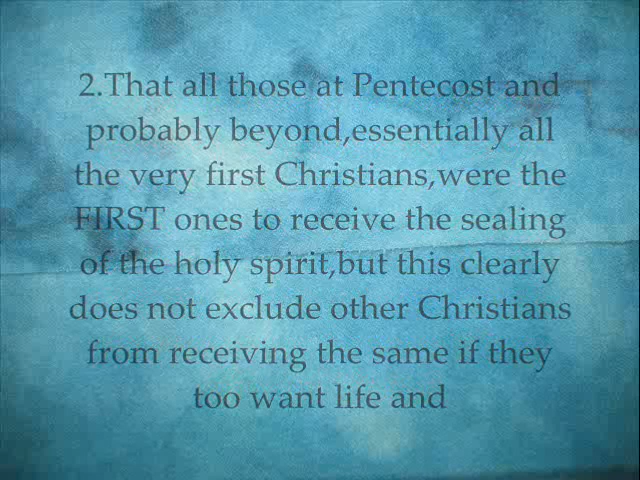 2.That all those at Pentecost and
probably beyond,essentially all
the very first Christians,were the
FIRST ones to receive the sealing
of the holy spirit,but this clearly
does not exclude other Christians
from receiving the same if they
too want life and